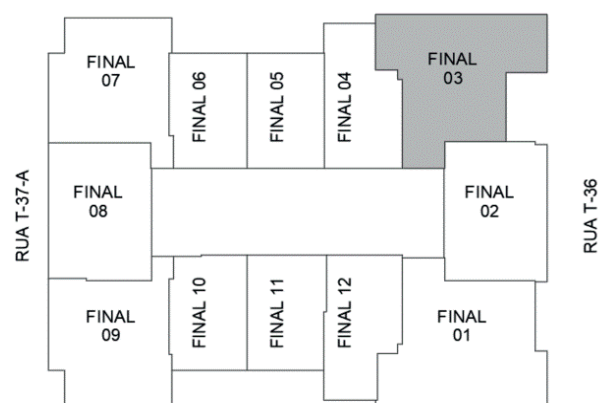 FINAL
07
FINAL 06
FINAL 05
FINAL 04
FINAL
03
RUA T-37-A
FINAL
08
FINAL
02
RUA T-36
FINAL
09
FINAL 10
FINAL 11
FINAL 12
FINAL
01